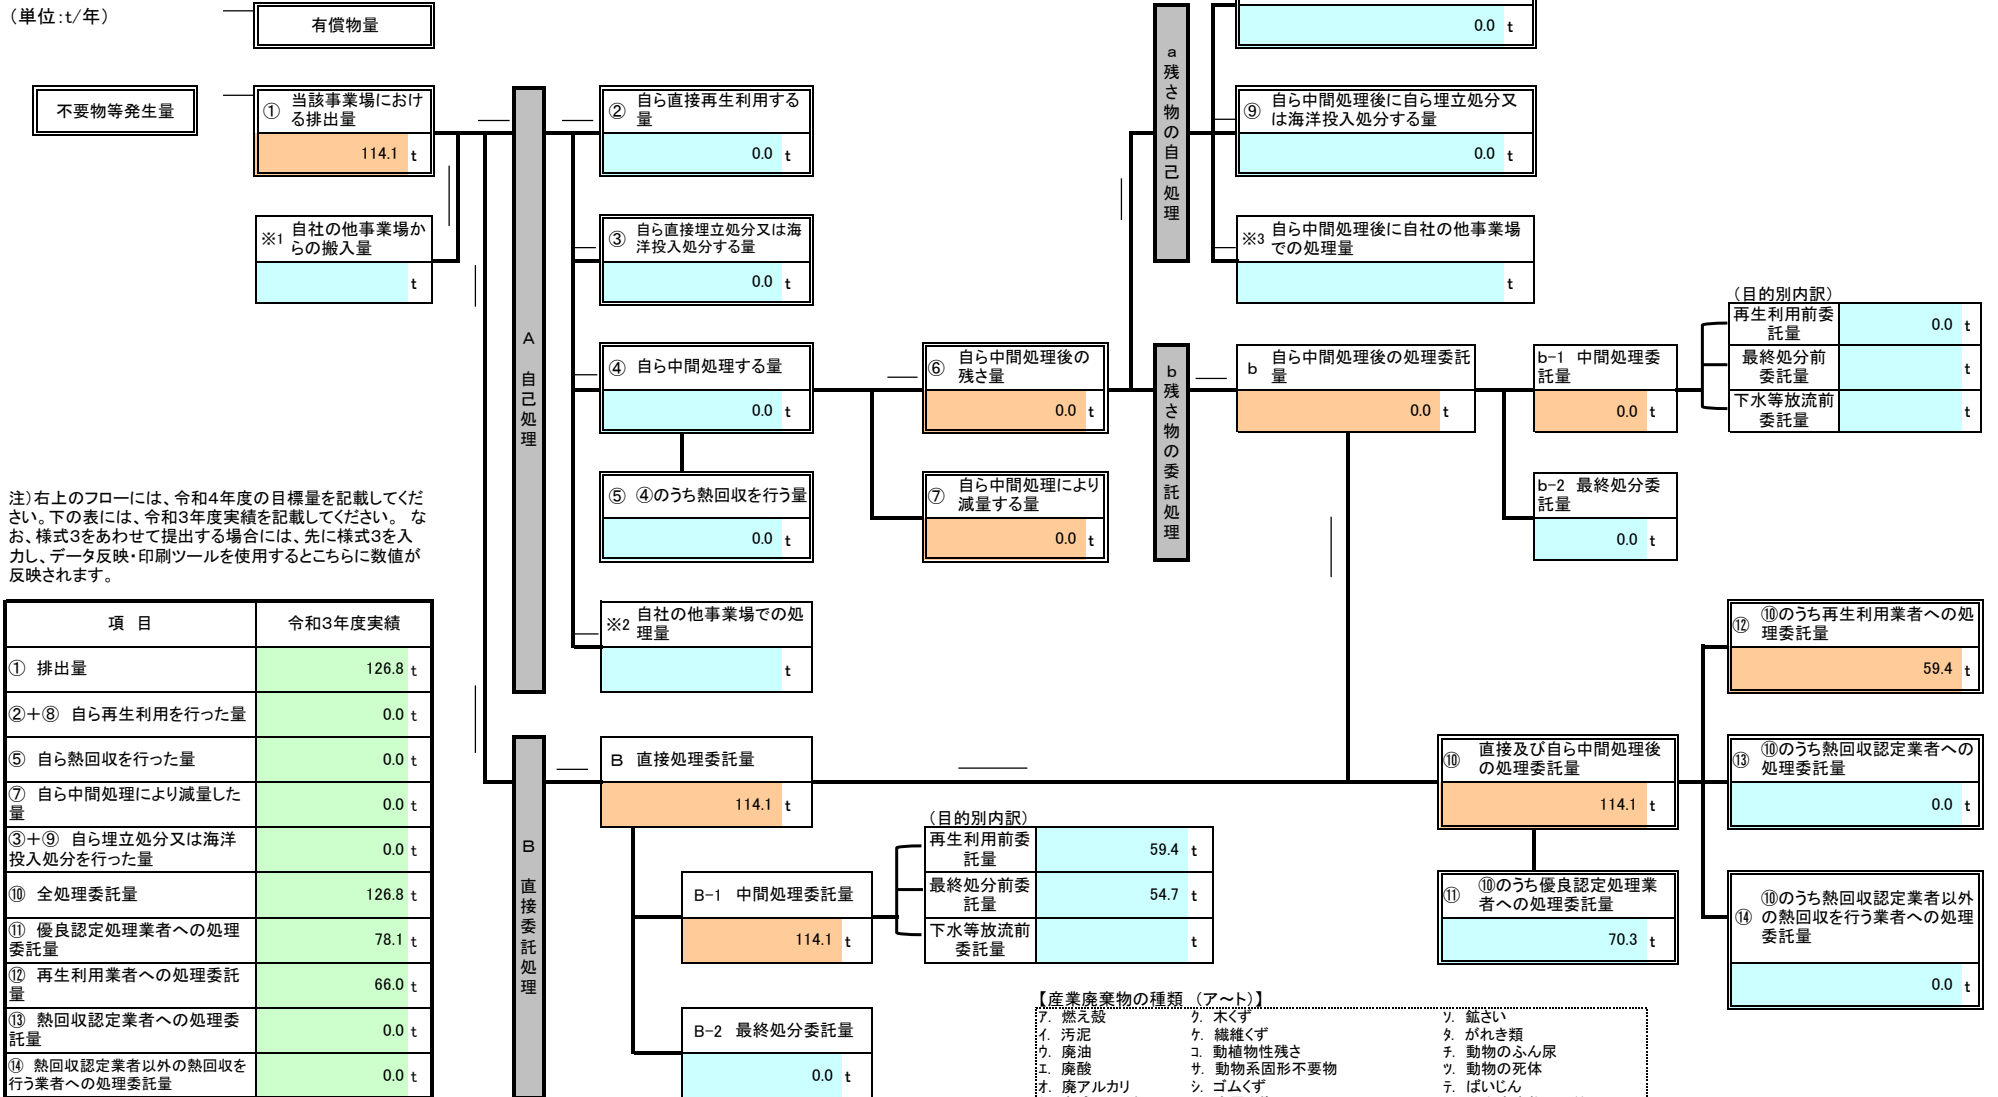 （単位：t/年）
有償物量
0.0 t
不要物等発生量
① 当該事業場におけ
る排出量
114.1 t
※1 自社の他事業場か
らの搬入量
t
A 自己処理
② 自ら直接再生利用する
量
0.0 t
③ 自ら直接埋立処分又は海
洋投入処分する量
0.0 t
④ 自ら中間処理する量
0.0 t
⑤ ④のうち熱回収を行う量
0.0 t
※2 自社の他事業場での処
理量
t
⑥ 自ら中間処理後の
残さ量
0.0 t
⑦ 自ら中間処理により
減量する量
0.0 t
a 残さ物の自己処理
⑨ 自ら中間処理後に自ら埋立処分又
は海洋投入処分する量
0.0 t
※3 自ら中間処理後に自社の他事業場
での処理量
t
b 残さ物の委託処理
b 自ら中間処理後の処理委託
量
0.0 t
b-1 中間処理委
託量
0.0 t
b-2 最終処分委
託量
0.0 t
（目的別内訳）
再生利用前委
託量
0.0 t
最終処分前
委託量
t
下水等放流前
委託量
t
注）右上のフローには、令和4年度の目標量を記載してくだ
さい。下の表には、令和3年度実績を記載してください。 な
お、様式3をあわせて提出する場合には、先に様式3を入
力し、データ反映・印刷ツールを使用するとこちらに数値が
反映されます。
項 目 令和3年度実績
① 排出量 126.8 t
②＋⑧ 自ら再生利用を行った量 0.0 t
⑤ 自ら熱回収を行った量 0.0 t
⑦ 自ら中間処理により減量した
量 0.0 t
③＋⑨ 自ら埋立処分又は海洋
投入処分を行った量 0.0 t
⑩ 全処理委託量 126.8 t
⑪ 優良認定処理業者への処理
委託量 78.1 t
⑫ 再生利用業者への処理委託
量 66.0 t
⑬ 熱回収認定業者への処理委
託量 0.0 t
⑭ 熱回収認定業者以外の熱回収を
行う業者への処理委託量 0.0 t
B 直接委託処理
B 直接処理委託量
114.1 t
B-1 中間処理委託量
114.1 t
B-2 最終処分委託量
0.0 t
（目的別内訳）
再生利用前委
託量
59.4 t
最終処分前委
託量
54.7 t
下水等放流前
委託量
t
⑩ 直接及び自ら中間処理後
の処理委託量
114.1 t
⑪ ⑩のうち優良認定処理業
者への処理委託量
70.3 t
⑫ ⑩のうち再生利用業者への処
理委託量
59.4 t
⑬ ⑩のうち熱回収認定業者への
処理委託量
0.0 t
⑭ ⑩のうち熱回収認定業者以外
の熱回収を行う業者への処理
委託量
0.0 t
【産業廃棄物の種類 （ア～ト）】
ア. 燃え殻 ク. 木くず ソ. 鉱さい
イ. 汚泥 ケ. 繊維くず タ. がれき類
ウ. 廃油 コ. 動植物性残さ チ. 動物のふん尿
エ. 廃酸 サ. 動物系固形不要物 ツ. 動物の死体
オ. 廃アルカリ シ. ゴムくず テ. ばいじん